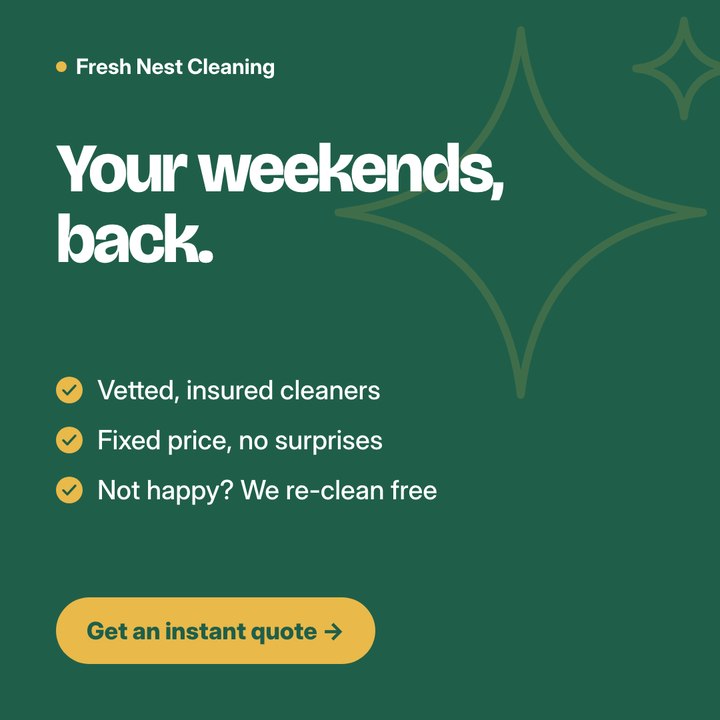 Fresh Nest Cleaning
Your weekends,
back.
Vetted, insured cleaners
Fixed price, no surprises
Not happy? We re-clean free
Get an instant quote →